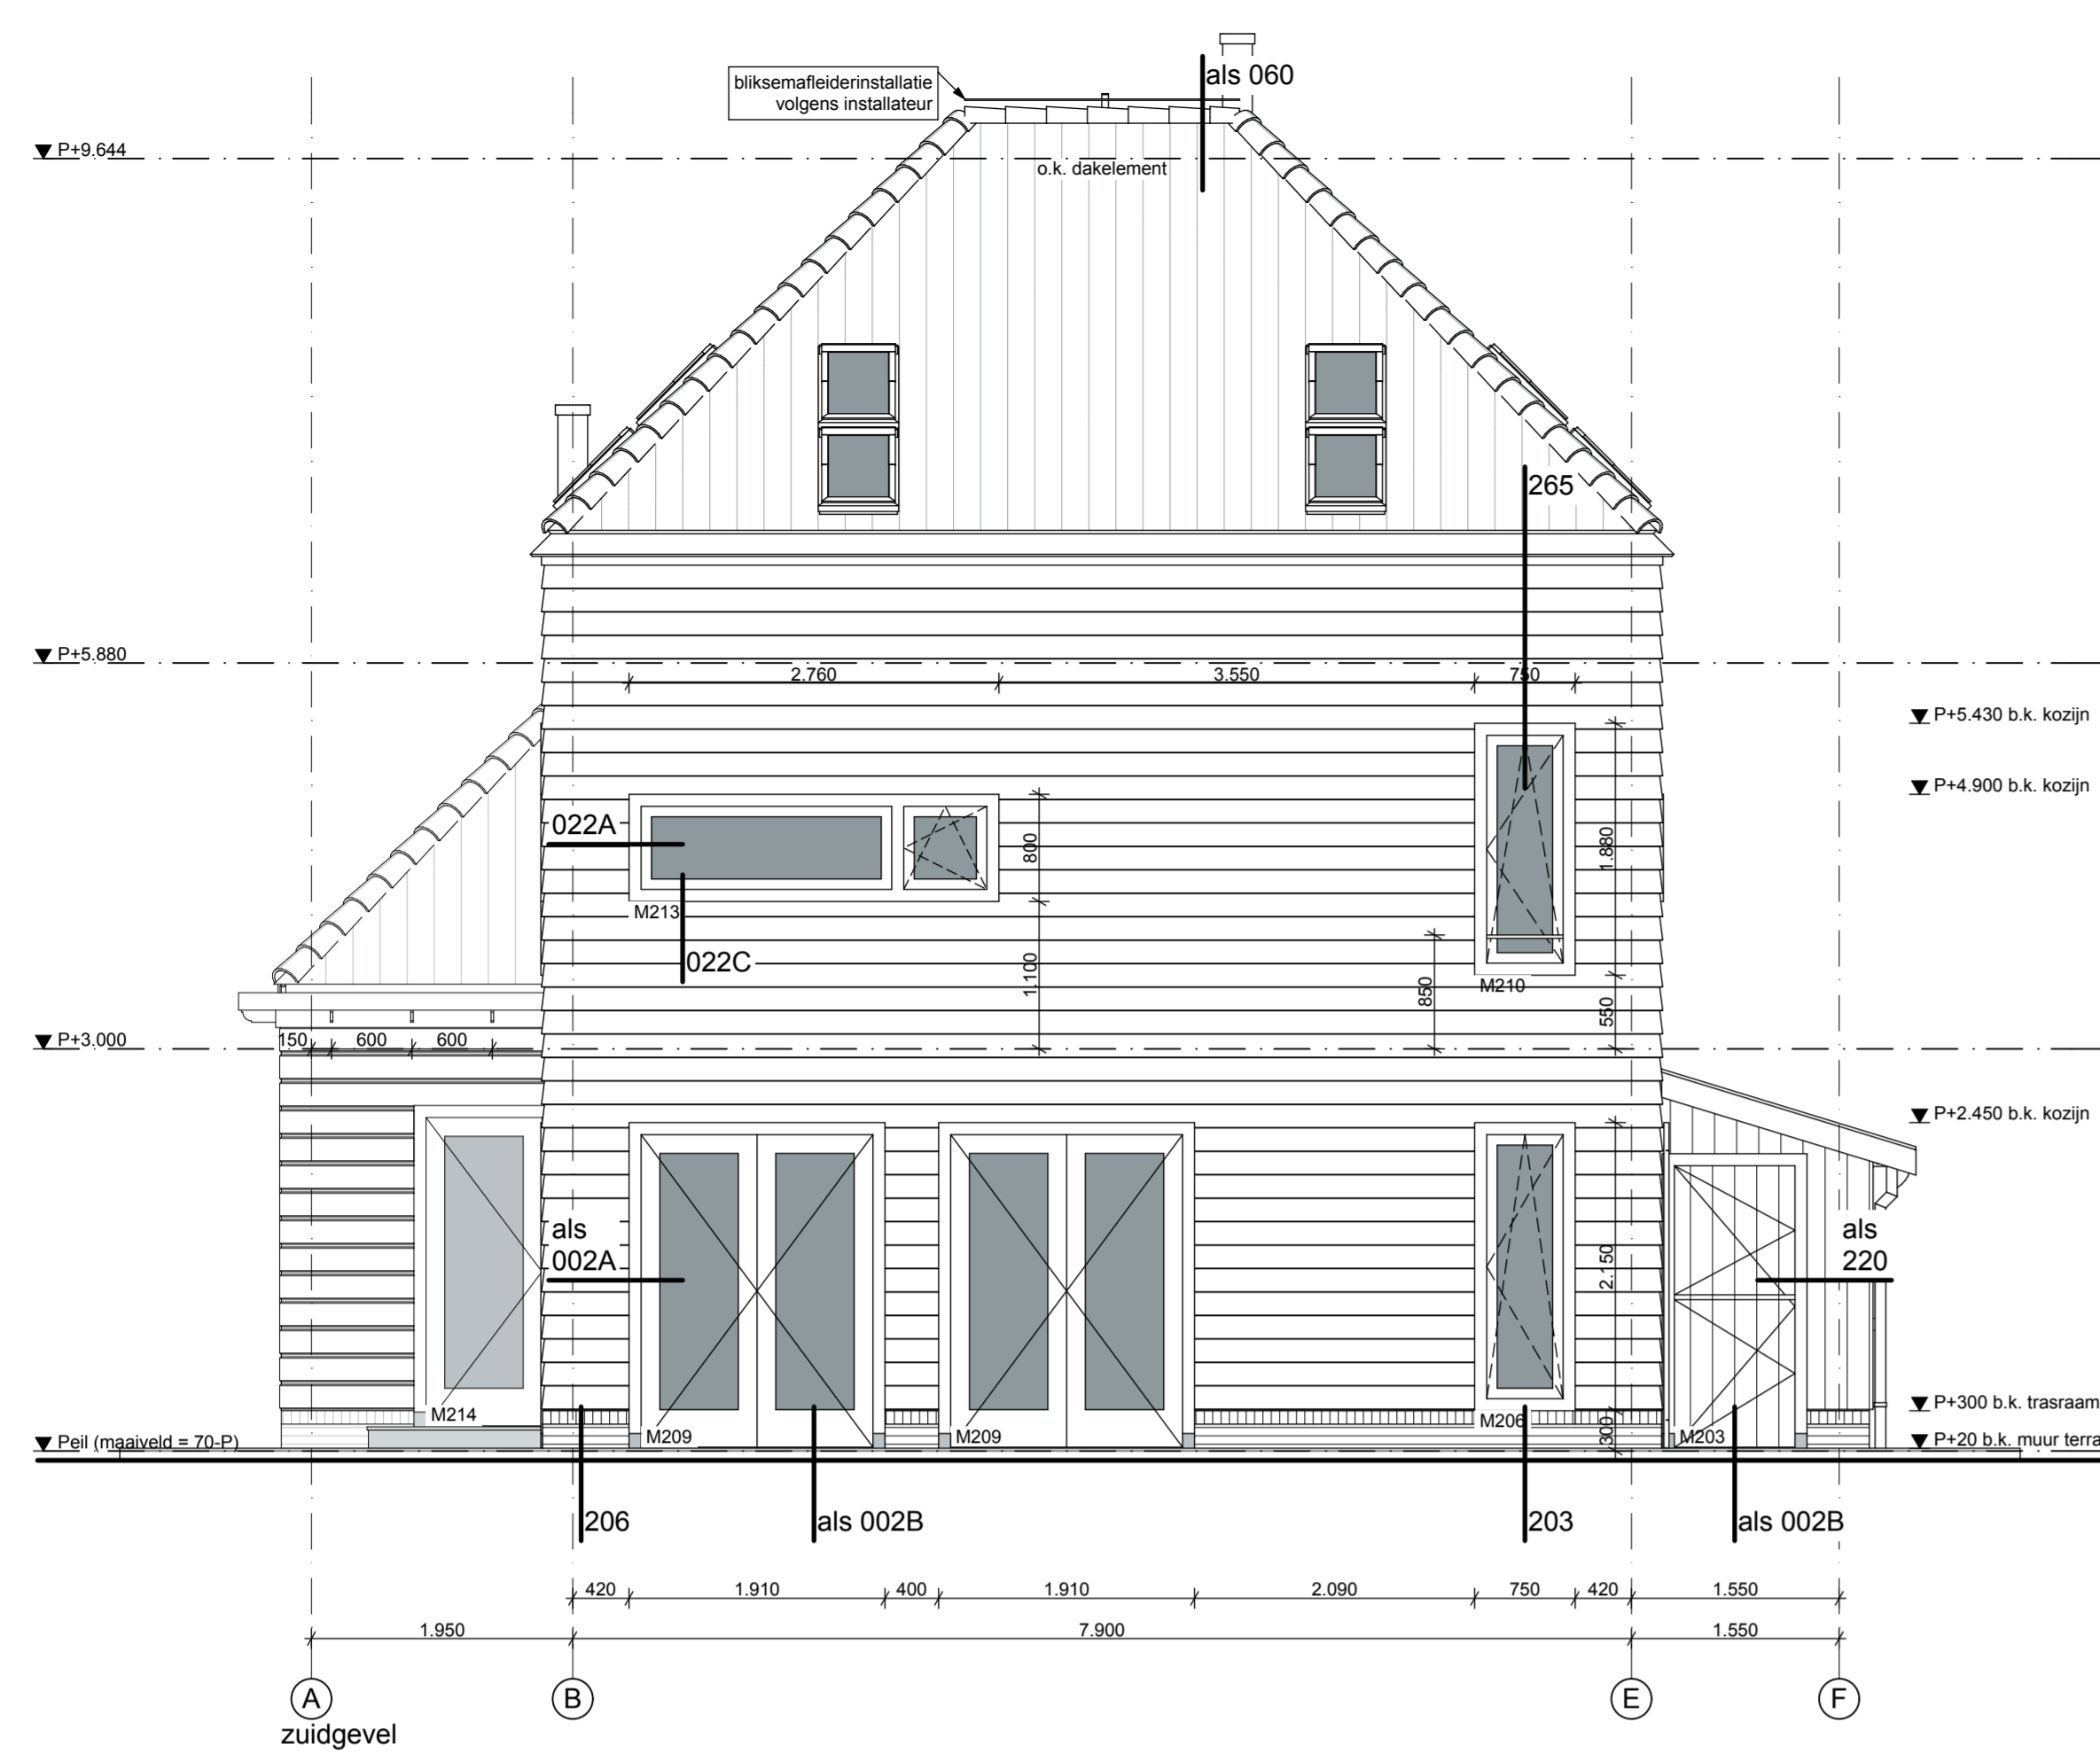 als 060
bliksemafleiderinstallatie
volgens installateur
P+9.644
o.k. dakelement
265
P+5.880
2.760
3.550
750
P+5.430 b.k. kozijn
P+4.900 b.k. kozijn
022A
800
1.880
M213
022C
1.100
850
M210
550
P+3.000
150
600
600
P+2.450 b.k. kozijn
als
002A
2.150
als
220
M214
M209
M209
M206
300
M203
P+300 b.k. trasraam
Peil (maaiveld = 70-P)
P+20 b.k. muur terra
206
als 002B
203
als 002B
420
1.910
400
1.910
2.090
750
420
1.550
1.950
7.900
1.550
A
B
E
F
zuidgevel